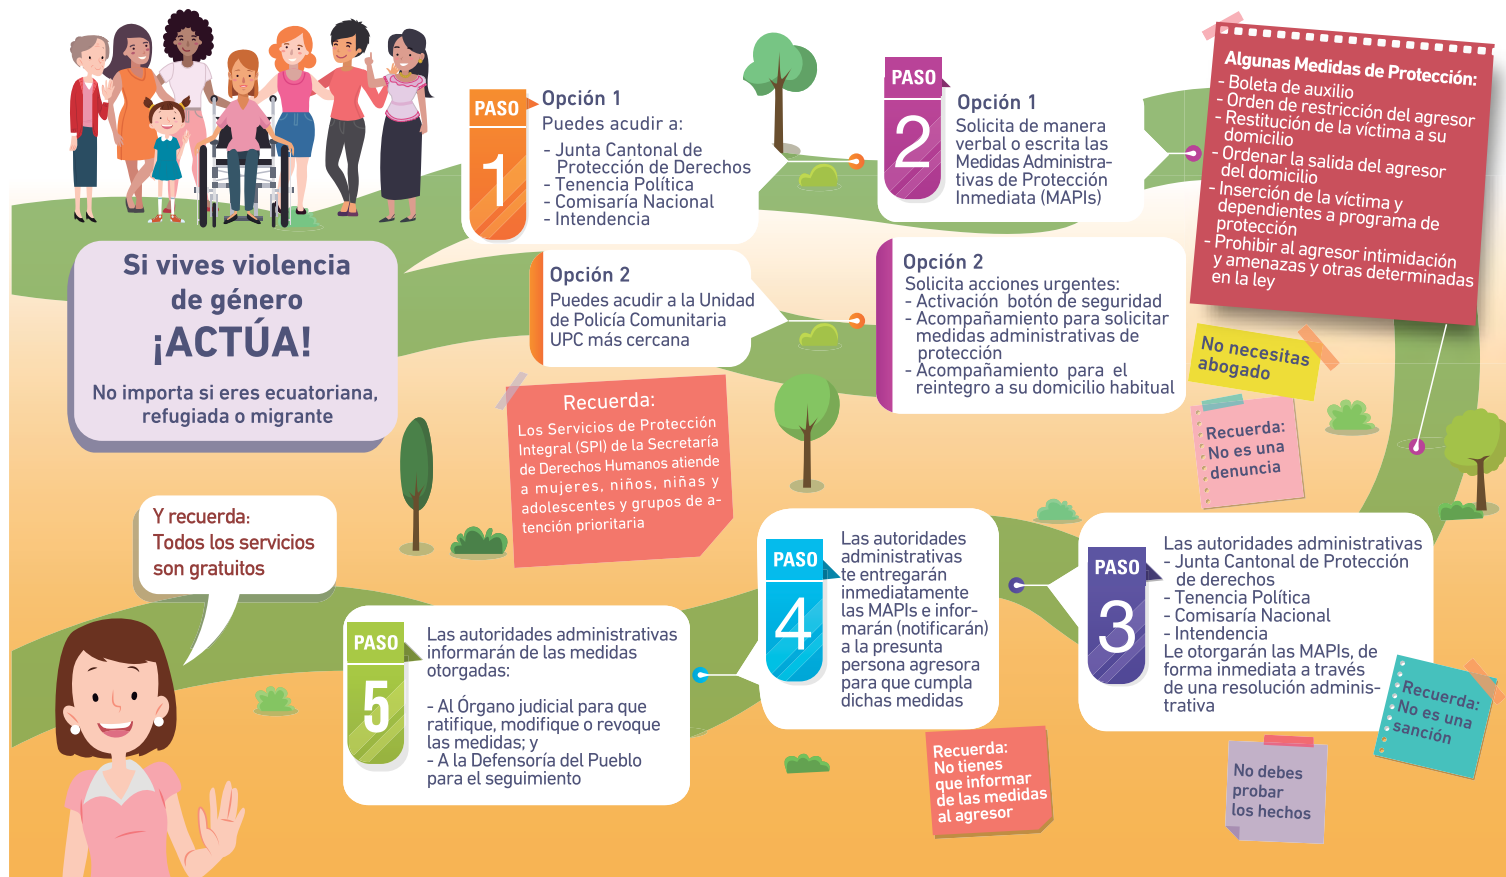 Si vives violencia
de género
¡ACTÚA!
No importa si eres ecuatoriana,
refugiada o migrante
PASO
1
Opción 1
Puedes acudir a:
- Junta Cantonal de
Protección de Derechos
- Tenencia Política
- Comisaría Nacional
- Intendencia
Opción 2
Puedes acudir a la Unidad
de Policía Comunitaria
UPC más cercana
Recuerda:
Los Servicios de Protección
Integral (SPI) de la Secretaría
de Derechos Humanos atiende
a mujeres, niños, niñas y
adolescentes y grupos de a-
tención prioritaria
PASO
2
Opción 1
Solicita de manera
verbal o escrita las
Medidas Administra-
tivas de Protección
Inmediata (MAPIs)
Opción 2
Solicita acciones urgentes:
- Activación botón de seguridad
- Acompañamiento para solicitar
medidas administrativas de
protección
- Acompañamiento para el
reintegro a su domicilio habitual
Algunas Medidas de Protección:
- Boleta de auxilio
- Orden de restricción del agresor
- Restitución de la víctima a su
domicilio
- Ordenar la salida del agresor
del domicilio
- Inserción de la víctima y
dependientes a programa de
protección
- Prohibir al agresor intimidación
y amenazas y otras determinadas
en la ley
No necesitas
abogado
Recuerda:
No es una
denuncia
PASO
3
Las autoridades administrativas
- Junta Cantonal de Protección
de derechos
- Tenencia Política
- Comisaría Nacional
- Intendencia
Le otorgarán las MAPIs, de
forma inmediata a través
de una resolución adminis-
trativa
Recuerda:
No es una
sanción
No debes
probar
los hechos
PASO
4
Las autoridades
administrativas
te entregarán
inmediatamente
las MAPIs e infor-
marán (notificarán)
a la presunta
persona agresora
para que cumpla
dichas medidas
Recuerda:
No tienes
que informar
de las medidas
al agresor
PASO
5
Las autoridades administrativas
informarán de las medidas
otorgadas:
- Al Órgano judicial para que
ratifique, modifique o revoque
las medidas; y
- A la Defensoría del Pueblo
para el seguimiento
Y recuerda:
Todos los servicios
son gratuitos